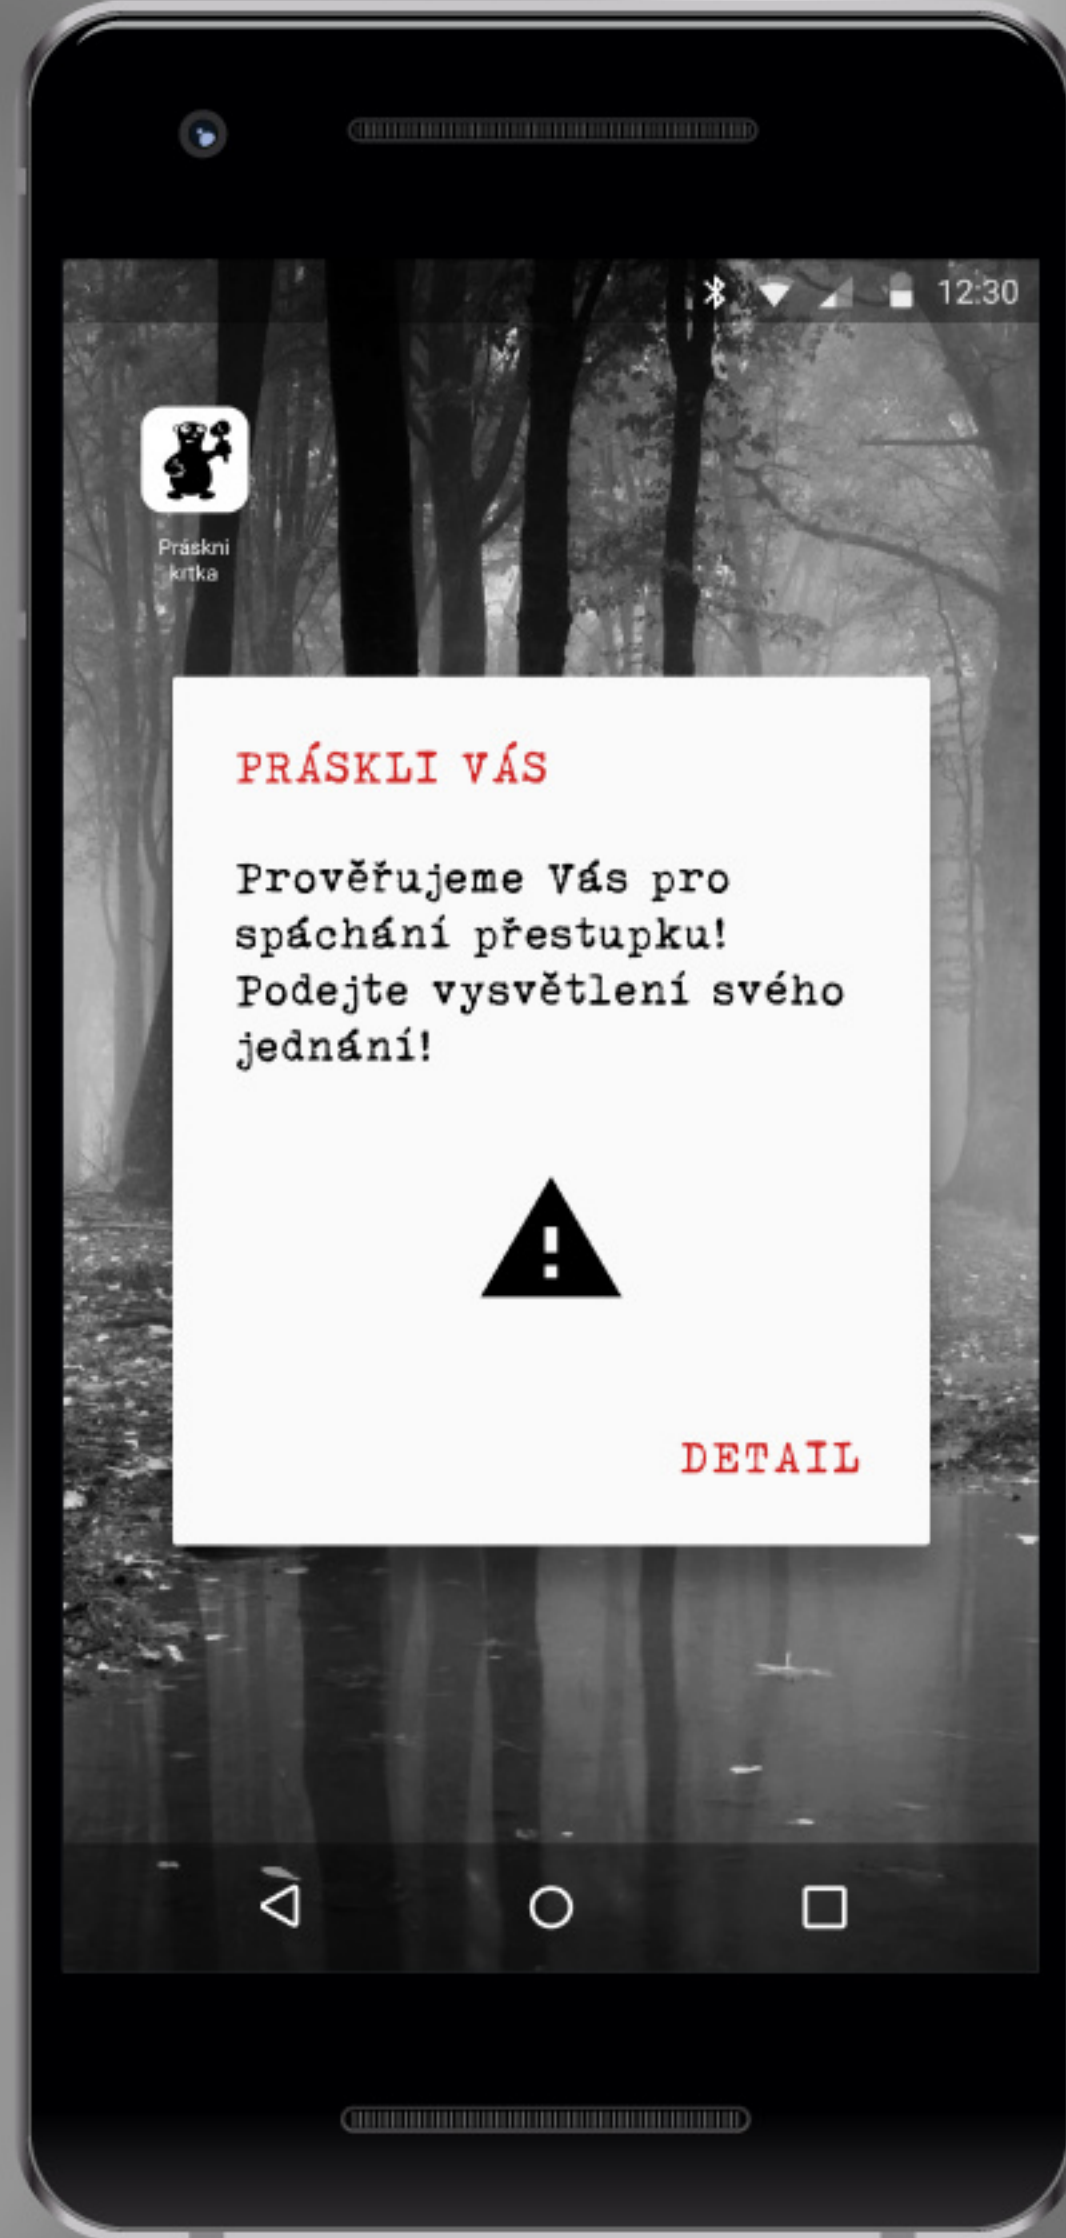 12:30
Práskni
krtka
PRÁSKLI VÁS
Prověřujeme Vás pro
spáchání přestupku!
Podejte vysvětlení svého
jednání!
DETAIL